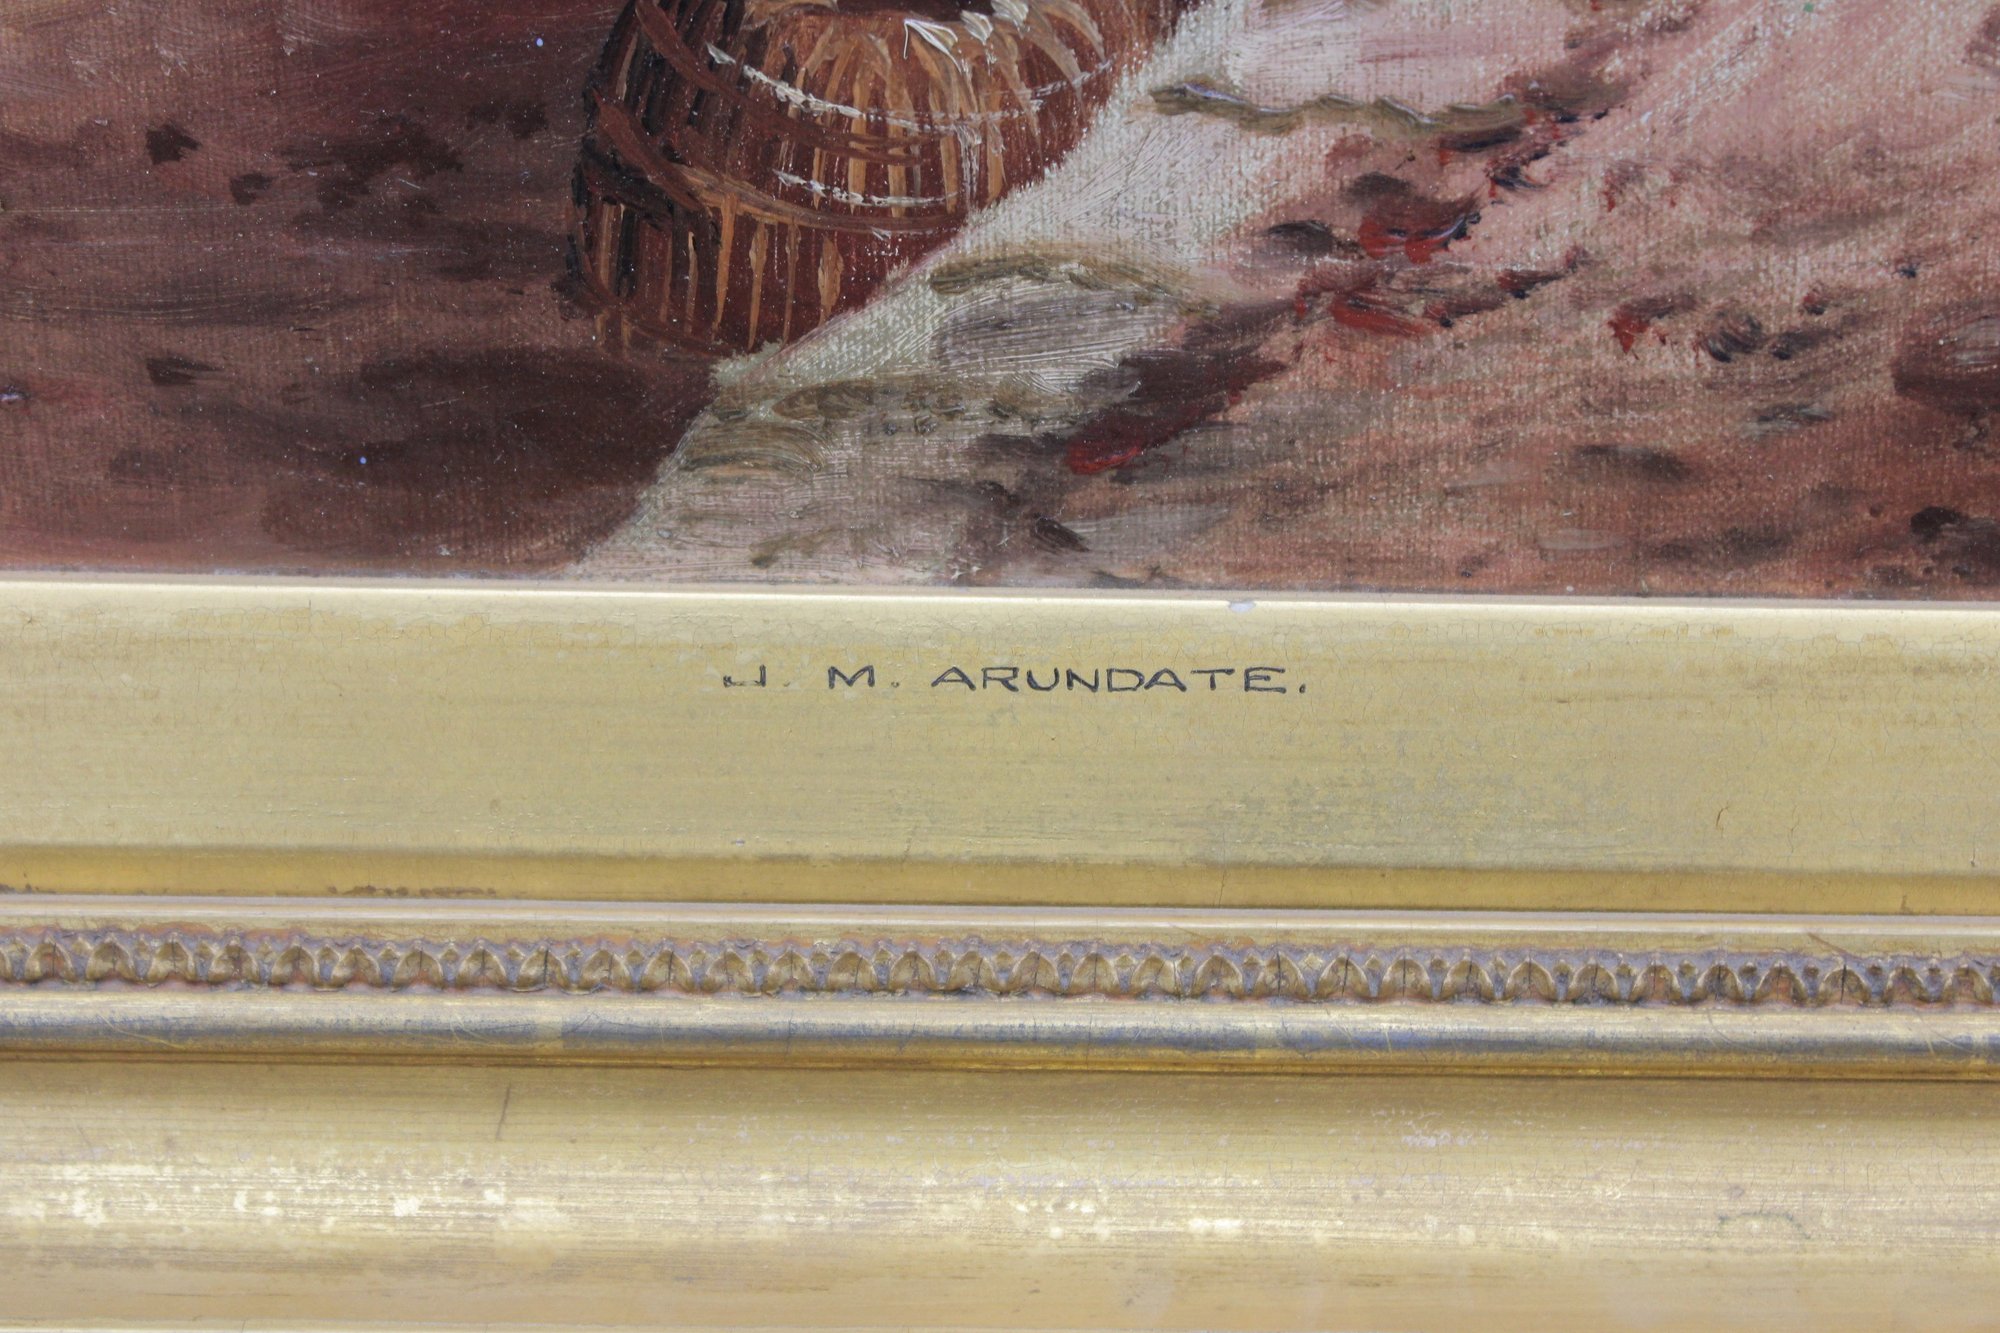 J. M. ARUNDATE.